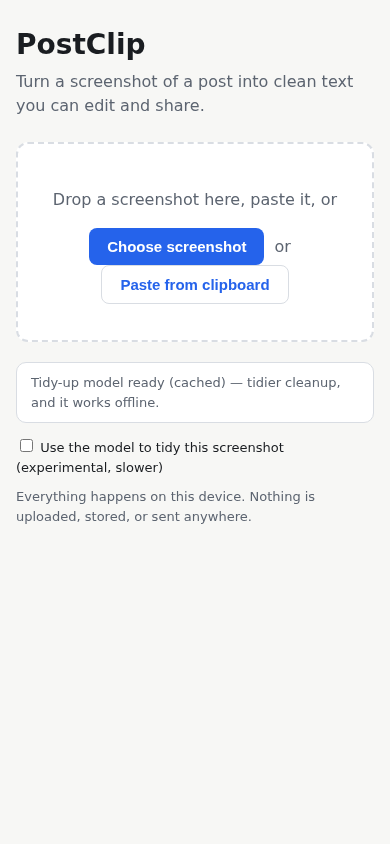 PostClip
Turn a screenshot of a post into clean text
you can edit and share.
Drop a screenshot here, paste it, or
Choose screenshot or
Paste from clipboard
Tidy-up model ready (cached) — tidier cleanup,
and it works offline.
Use the model to tidy this screenshot
(experimental, slower)
Everything happens on this device. Nothing is
uploaded, stored, or sent anywhere.